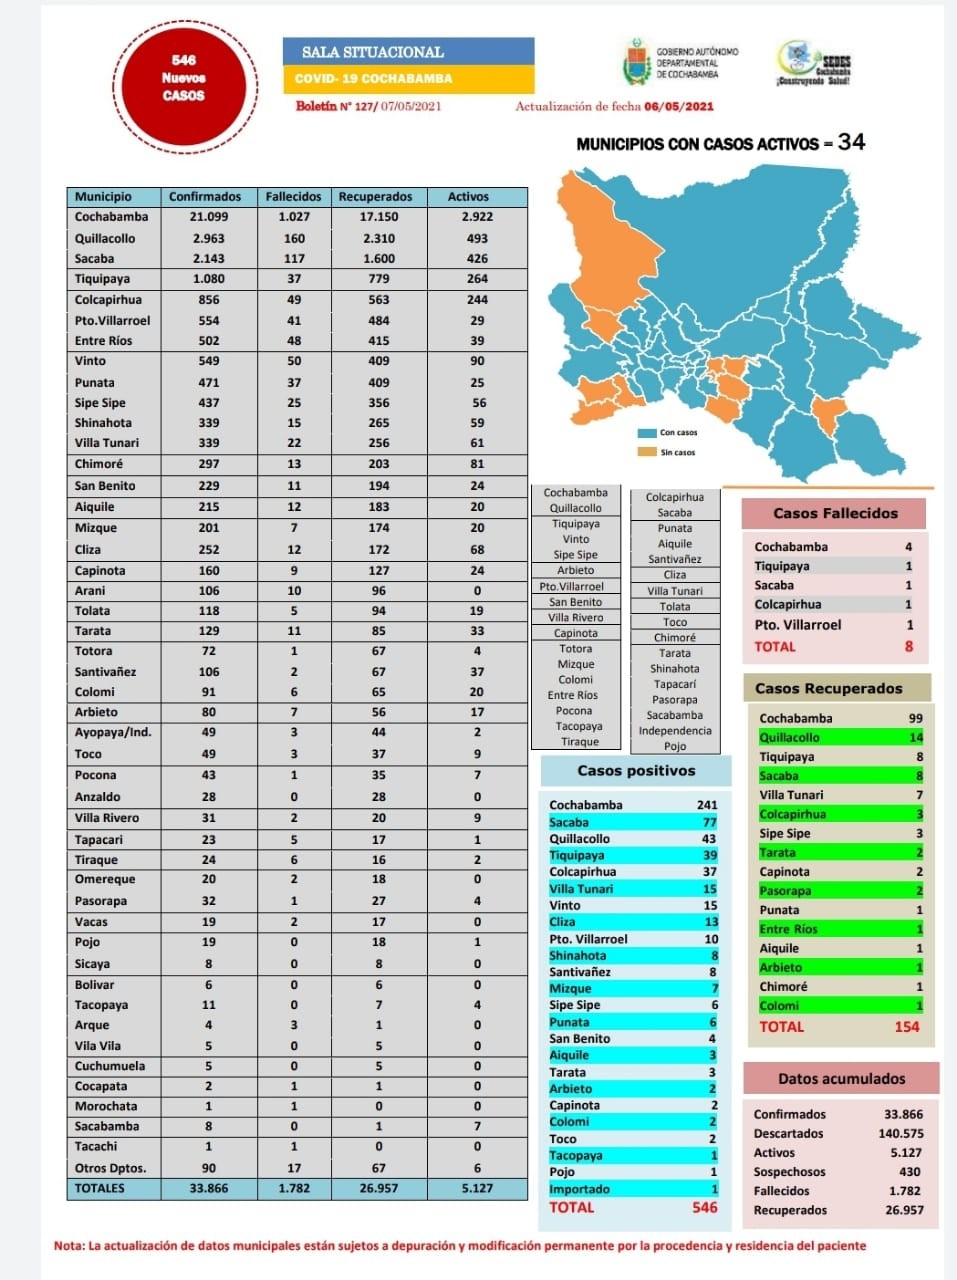 546
Nuevos
CASOS
SALA SITUACIONAL
COVID- 19 COCHABAMBA
Boletín N° 127/ 07/05/2021
Actualización de fecha 06/05/2021
GOBIERNO AUTÓNOMO
DEPARTAMENTAL
DE COCHABAMBA
SEDES
Cochabamba
¡Construyendo Salud!
MUNICIPIOS CON CASOS ACTIVOS = 34
Municipio Confirmados Fallecidos Recuperados Activos
Cochabamba 21.099 1.027 17.150 2.922
Quillacollo 2.963 160 2.310 493
Sacaba 2.143 117 1.600 426
Tiquipaya 1.080 37 779 264
Colcapirhua 856 49 563 244
Pto.Villarroel 554 41 484 29
Entre Ríos 502 48 415 39
Vinto 549 50 409 90
Punata 471 37 409 25
Sipe Sipe 437 25 356 56
Shinahota 339 15 265 59
Villa Tunari 339 22 256 61
Chimoré 297 13 203 81
San Benito 229 11 194 24
Aiquile 215 12 183 20
Mizque 201 7 174 20
Cliza 252 12 172 68
Capinota 160 9 127 24
Arani 106 10 96 0
Tolata 118 5 94 19
Tarata 129 11 85 33
Totora 72 1 67 4
Santivañez 106 2 67 37
Colomi 91 6 65 20
Arbieto 80 7 56 17
Ayopaya/Ind. 49 3 44 2
Toco 49 3 37 9
Pocona 43 1 35 7
Anzaldo 28 0 28 0
Villa Rivero 31 2 20 9
Tapacari 23 5 17 1
Tiraque 24 6 16 2
Omereque 20 2 18 0
Pasorapa 32 1 27 4
Vacas 19 2 17 0
Pojo 19 0 18 1
Sicaya 8 0 8 0
Bolivar 6 0 6 0
Tacopaya 11 0 7 4
Arque 4 3 1 0
Vila Vila 5 0 5 0
Cuchumuela 5 0 5 0
Cocapata 2 1 1 0
Morochata 1 1 0 0
Sacabamba 8 0 1 7
Tacachi 1 1 0 0
Otros Dptos. 90 17 67 6
TOTALES 33.866 1.782 26.957 5.127
Con casos
Sin casos
Cochabamba
Quillacollo
Tiquipaya
Vinto
Sipe Sipe
Arbieto
Pto.Villarroel
San Benito
Villa Rivero
Capinota
Totora
Mizque
Colomi
Entre Ríos
Pocona
Tacopaya
Tiraque
Colcapirhua
Sacaba
Punata
Aiquile
Santivañez
Cliza
Villa Tunari
Tolata
Toco
Chimoré
Tarata
Shinahota
Tapacarí
Pasorapa
Sacabamba
Independencia
Pojo
Casos positivos
Cochabamba 241
Sacaba 77
Quillacollo 43
Tiquipaya 39
Colcapirhua 37
Villa Tunari 15
Vinto 15
Cliza 13
Pto. Villarroel 10
Shinahota 8
Santivañez 8
Mizque 7
Sipe Sipe 6
Punata 6
San Benito 4
Aiquile 3
Tarata 3
Arbieto 2
Capinota 2
Colomi 2
Toco 2
Tacopaya 1
Pojo 1
Importado 1
TOTAL 546
Casos Fallecidos
Cochabamba 4
Tiquipaya 1
Sacaba 1
Colcapirhua 1
Pto. Villarroel 1
TOTAL 8
Casos Recuperados
Cochabamba 99
Quillacollo 14
Tiquipaya 8
Sacaba 8
Villa Tunari 7
Colcapirhua 3
Sipe Sipe 3
Tarata 2
Capinota 2
Pasorapa 2
Punata 1
Entre Ríos 1
Aiquile 1
Arbieto 1
Chimoré 1
Colomi 1
TOTAL 154
Datos acumulados
Confirmados 33.866
Descartados 140.575
Activos 5.127
Sospechosos 430
Fallecidos 1.782
Recuperados 26.957
Nota: La actualización de datos municipales están sujetos a depuración y modificación permanente por la procedencia y residencia del paciente